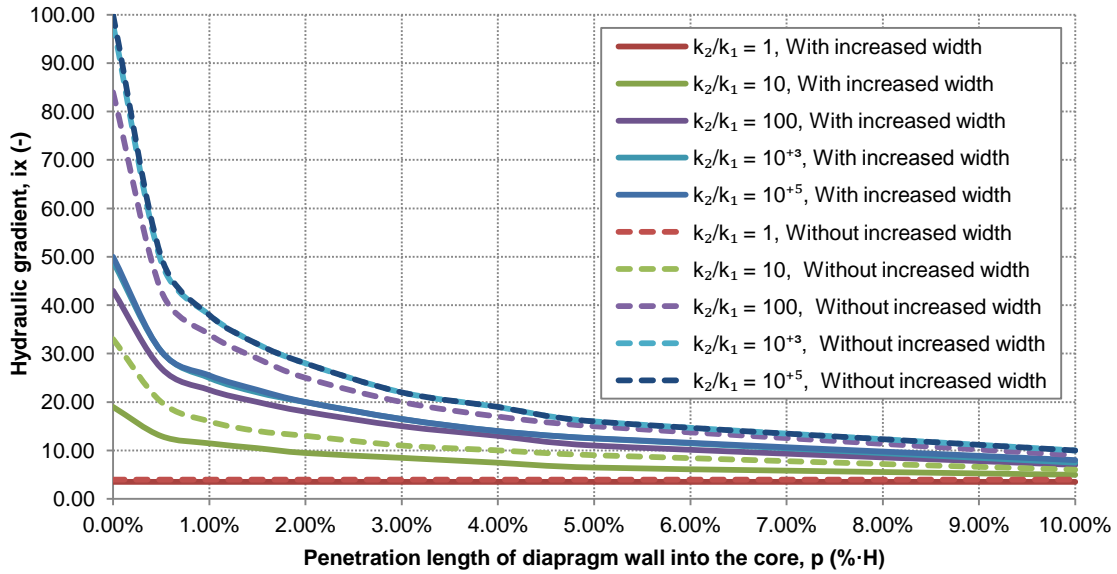 Hydraulic gradient, ix (-)
100.00
90.00
80.00
70.00
60.00
50.00
40.00
30.00
20.00
10.00
0.00
k₂/k₁ = 1, With increased width
k₂/k₁ = 10, With increased width
k₂/k₁ = 100, With increased width
k₂/k₁ = 10⁺³, With increased width
k₂/k₁ = 10⁺⁵, With increased width
k₂/k₁ = 1, Without increased width
k₂/k₁ = 10, Without increased width
k₂/k₁ = 100, Without increased width
k₂/k₁ = 10⁺³, Without increased width
k₂/k₁ = 10⁺⁵, Without increased width
0.00% 1.00% 2.00% 3.00% 4.00% 5.00% 6.00% 7.00% 8.00% 9.00% 10.00%
Penetration length of diapragm wall into the core, p (%·H)